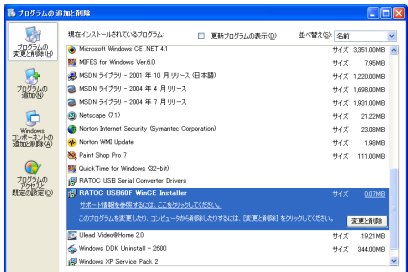 プログラムの追加と削除
プログラムの
変更と削除(H)
プログラムの
追加(N)
Windows
コンポーネントの
追加と削除(A)
プログラムの
アクセスと
既定の設定(O)
現在インストールされているプログラム:
更新プログラムの表示(D)
並べ替え(S): 名前
Microsoft Windows CE .NET 4.1 サイズ 3,351.00MB
MIFES for Windows Ver.6.0 サイズ 7.95MB
MSDN ライブラリ - 2001 年 10 月リリース (日本語) サイズ 1,220.00MB
MSDN ライブラリ - 2004 年 4 月リリース サイズ 1,698.00MB
MSDN ライブラリ - 2004 年 7 月リリース サイズ 1,931.00MB
Netscape (7.1) サイズ 21.22MB
Norton Internet Security (Symantec Corporation) サイズ 23.08MB
Norton WMI Update サイズ 1.98MB
Paint Shop Pro 7 サイズ 111.00MB
QuickTime for Windows (32-bit)
RATOC USB Serial Converter Drivers
RATOC USB60F WinCE Installer サイズ 0.07MB
サポート情報を参照するには、ここをクリックしてください。
このプログラムを変更したり、コンピュータから削除したりするには、[変更と削除] をクリックしてください。
変更と削除
Ulead Video@Home 2.0 サイズ 19.21MB
Windows DDK Uninstall - 2600 サイズ 344.00MB
Windows XP Service Pack 2